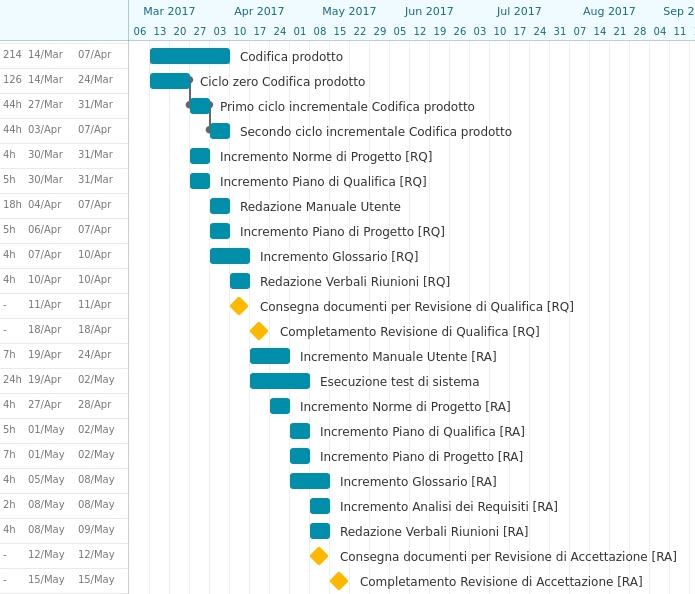 Mar 2017 Apr 2017 May 2017 Jun 2017 Jul 2017 Aug 2017 Sep 2
06 13 20 27 03 10 17 24 01 08 15 22 29 05 12 19 26 03 10 17 24 31 07 14 21 28 04 11
214 14/Mar 07/Apr Codifica prodotto
126 14/Mar 24/Mar Ciclo zero Codifica prodotto
44h 27/Mar 31/Mar Primo ciclo incrementale Codifica prodotto
44h 03/Apr 07/Apr Secondo ciclo incrementale Codifica prodotto
4h 30/Mar 31/Mar Incremento Norme di Progetto [RQ]
5h 30/Mar 31/Mar Incremento Piano di Qualifica [RQ]
18h 04/Apr 07/Apr Redazione Manuale Utente
5h 06/Apr 07/Apr Incremento Piano di Progetto [RQ]
4h 07/Apr 10/Apr Incremento Glossario [RQ]
4h 10/Apr 10/Apr Redazione Verbali Riunioni [RQ]
- 11/Apr 11/Apr Consegna documenti per Revisione di Qualifica [RQ]
- 18/Apr 18/Apr Completamento Revisione di Qualifica [RQ]
7h 19/Apr 24/Apr Incremento Manuale Utente [RA]
24h 19/Apr 02/May Esecuzione test di sistema
4h 27/Apr 28/Apr Incremento Norme di Progetto [RA]
5h 01/May 02/May Incremento Piano di Qualifica [RA]
7h 01/May 02/May Incremento Piano di Progetto [RA]
4h 05/May 08/May Incremento Glossario [RA]
2h 08/May 08/May Incremento Analisi dei Requisiti [RA]
4h 08/May 09/May Redazione Verbali Riunioni [RA]
- 12/May 12/May Consegna documenti per Revisione di Accettazione [RA]
- 15/May 15/May Completamento Revisione di Accettazione [RA]